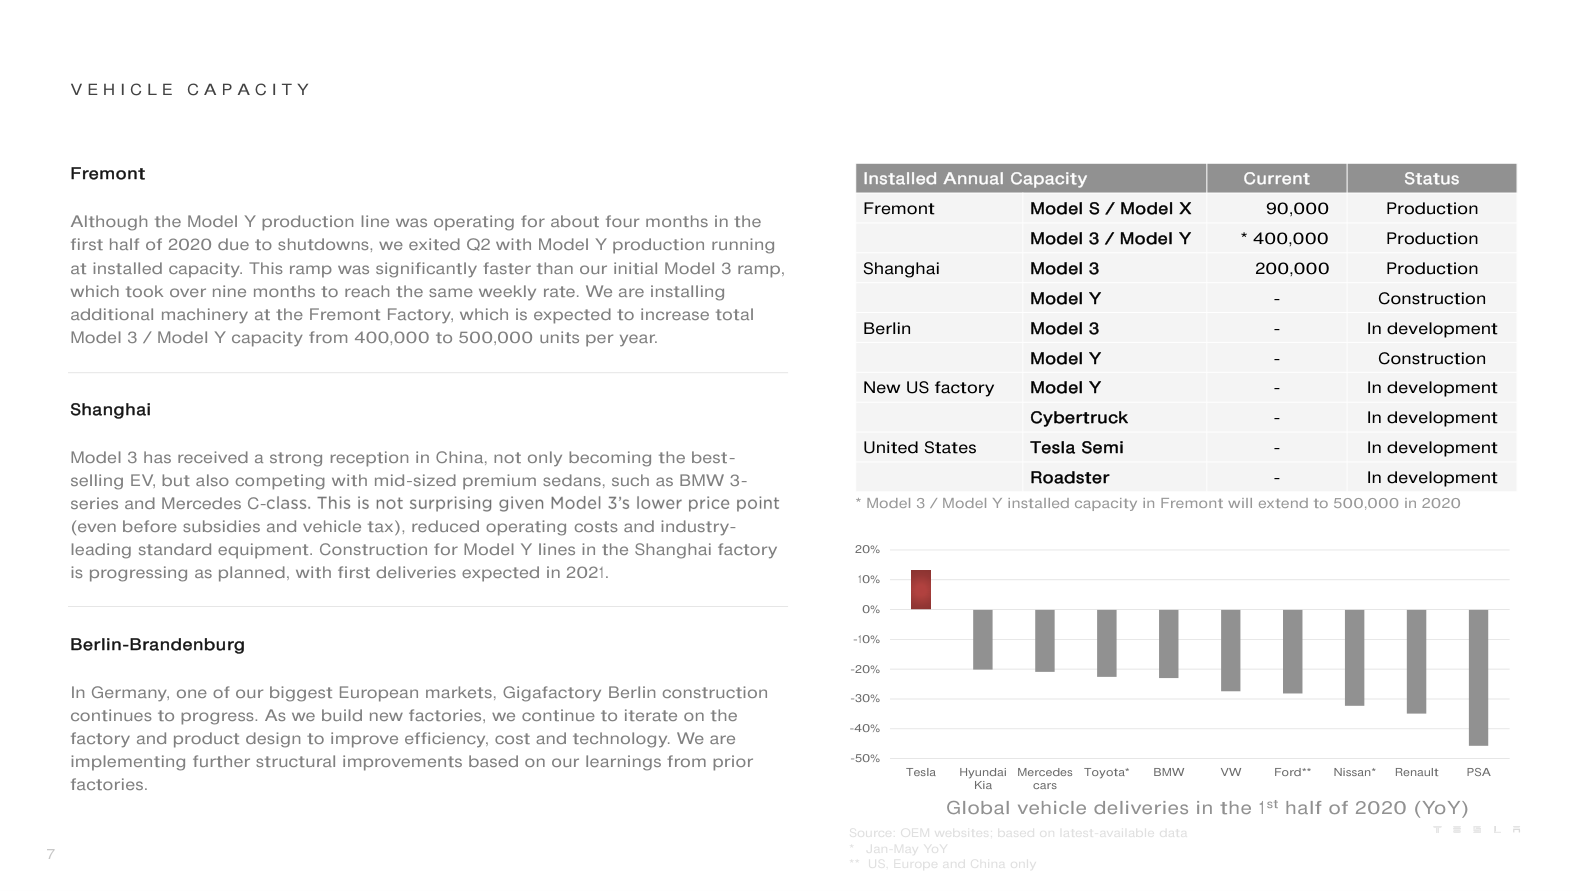 VEHICLE CAPACITY
Fremont
Although the Model Y production line was operating for about four months in the
first half of 2020 due to shutdowns, we exited Q2 with Model Y production running
at installed capacity. This ramp was significantly faster than our initial Model 3 ramp,
which took over nine months to reach the same weekly rate. We are installing
additional machinery at the Fremont Factory, which is expected to increase total
Model 3 / Model Y capacity from 400,000 to 500,000 units per year.
Shanghai
Model 3 has received a strong reception in China, not only becoming the best-
selling EV, but also competing with mid-sized premium sedans, such as BMW 3-
series and Mercedes C-class. This is not surprising given Model 3's lower price point
(even before subsidies and vehicle tax), reduced operating costs and industry-
leading standard equipment. Construction for Model Y lines in the Shanghai factory
is progressing as planned, with first deliveries expected in 2021.
Berlin-Brandenburg
In Germany, one of our biggest European markets, Gigafactory Berlin construction
continues to progress. As we build new factories, we continue to iterate on the
factory and product design to improve efficiency, cost and technology. We are
implementing further structural improvements based on our learnings from prior
factories.
7
Installed Annual Capacity Current Status
Fremont Model S / Model X 90,000 Production
Model 3 / Model Y * 400,000 Production
Shanghai Model 3 200,000 Production
Model Y - Construction
Berlin Model 3 - In development
Model Y - Construction
New US factory Model Y - In development
Cybertruck - In development
United States Tesla Semi - In development
Roadster - In development
* Model 3 / Model Y installed capacity in Fremont will extend to 500,000 in 2020
20%
10%
0%
-10%
-20%
-30%
-40%
-50%
Tesla Hyundai Mercedes Toyota* BMW VW Ford** Nissan* Renault PSA
Kia cars
Global vehicle deliveries in the 1st half of 2020 (YoY)
Source: OEM websites; based on latest-available data
* Jan-May YoY
** US, Europe and China only
TESLA